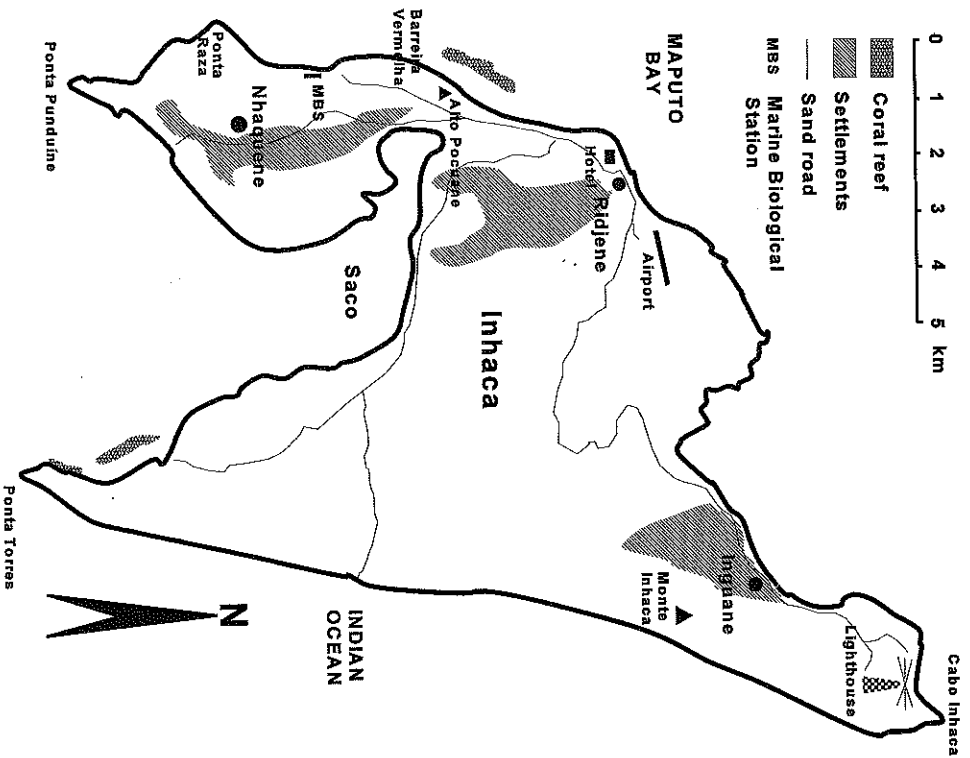 0 1 2 3 4 5 km
Coral reef
Settlements
Sand road
MBS Marine Biological
Station
MAPUTO
BAY
Barreira
Vermelha
Ponta
Raza
Ponta Punduíne
MBS
Nhaquene
Alto Pocuane
Hotel
Ridjene
Airport
Saco
Inhaca
Inguane
Monte
Inhaca
Lighthouse
Cabo Inhaca
INDIAN
OCEAN
Ponta Torres
N